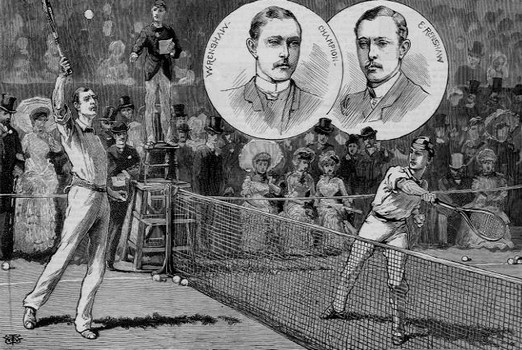 W. RENSHAW -
CHAMPION.
E. RENSHAW